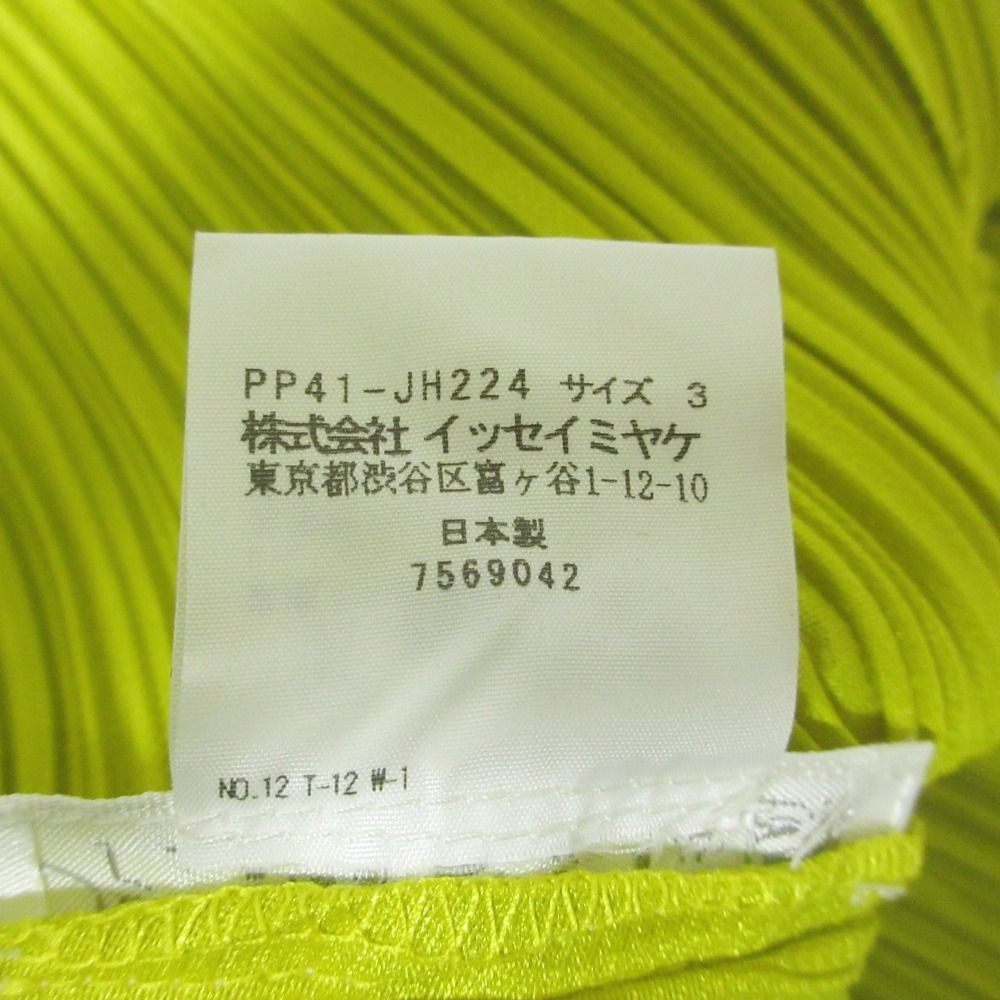 PP41-JH224 サイズ 3
株式会社 イッセイミヤケ
東京都渋谷区富ヶ谷1-12-10
日本製
7569042
NO.12 T-12 W-1